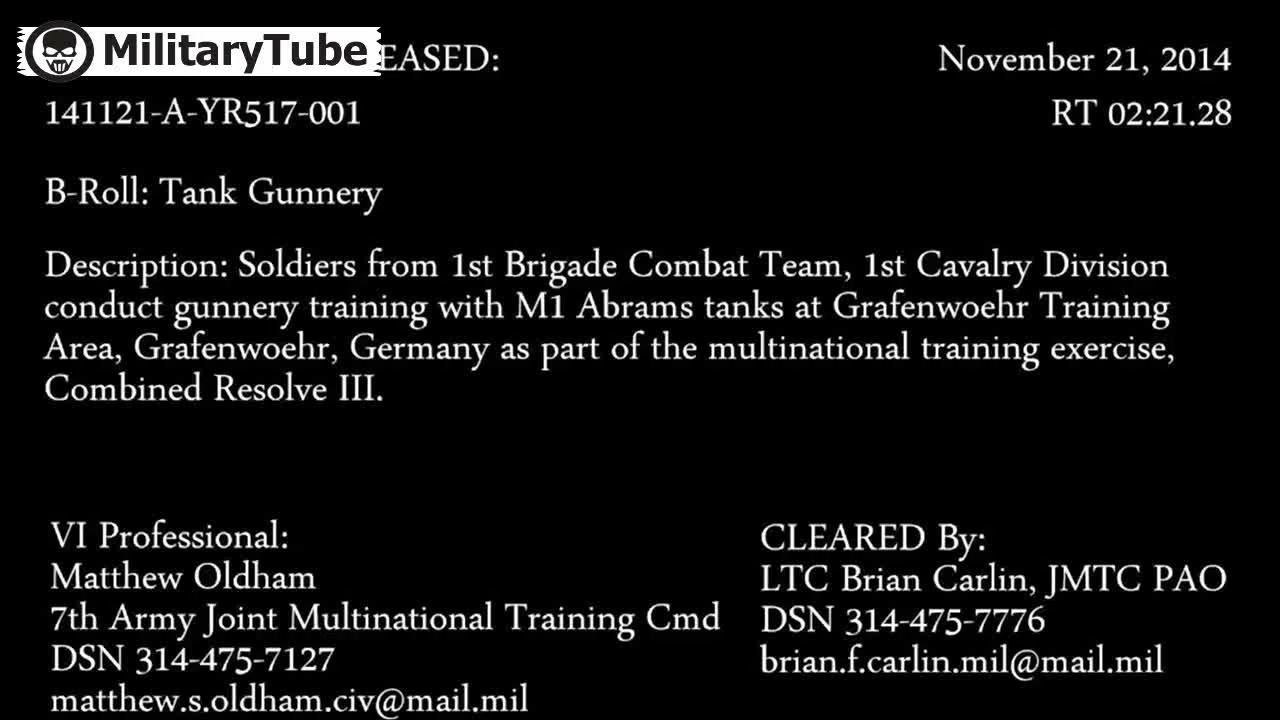 MilitaryTube
EASED:
November 21, 2014
141121-A-YR517-001
RT 02:21.28
B-Roll: Tank Gunnery
Description: Soldiers from 1st Brigade Combat Team, 1st Cavalry Division
conduct gunnery training with M1 Abrams tanks at Grafenwoehr Training
Area, Grafenwoehr, Germany as part of the multinational training exercise,
Combined Resolve III.
VI Professional:
Matthew Oldham
7th Army Joint Multinational Training Cmd
DSN 314-475-7127
matthew.s.oldham.civ@mail.mil
CLEARED By:
LTC Brian Carlin, JMTC PAO
DSN 314-475-7776
brian.f.carlin.mil@mail.mil